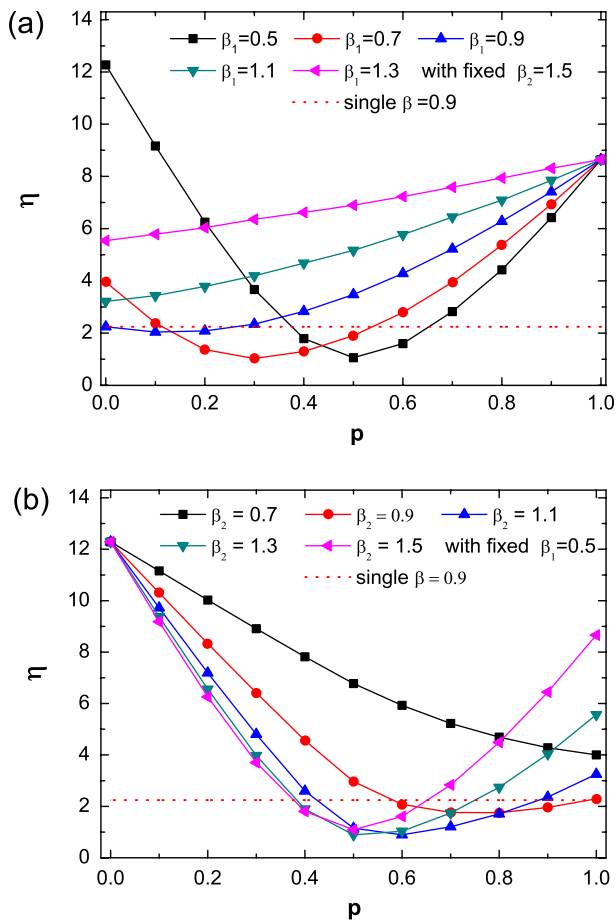 (a)
14
12
10
8
6
4
2
0
η
β1=0.5 β1=0.7 β1=0.9
β1=1.1 β1=1.3 with fixed β2=1.5
single β=0.9
0.0 0.2 0.4 0.6 0.8 1.0
p
(b)
14
12
10
8
6
4
2
0
η
β2 = 0.7 β2 = 0.9 β2 = 1.1
β2 = 1.3 β2 = 1.5 with fixed β1=0.5
single β = 0.9
0.0 0.2 0.4 0.6 0.8 1.0
p